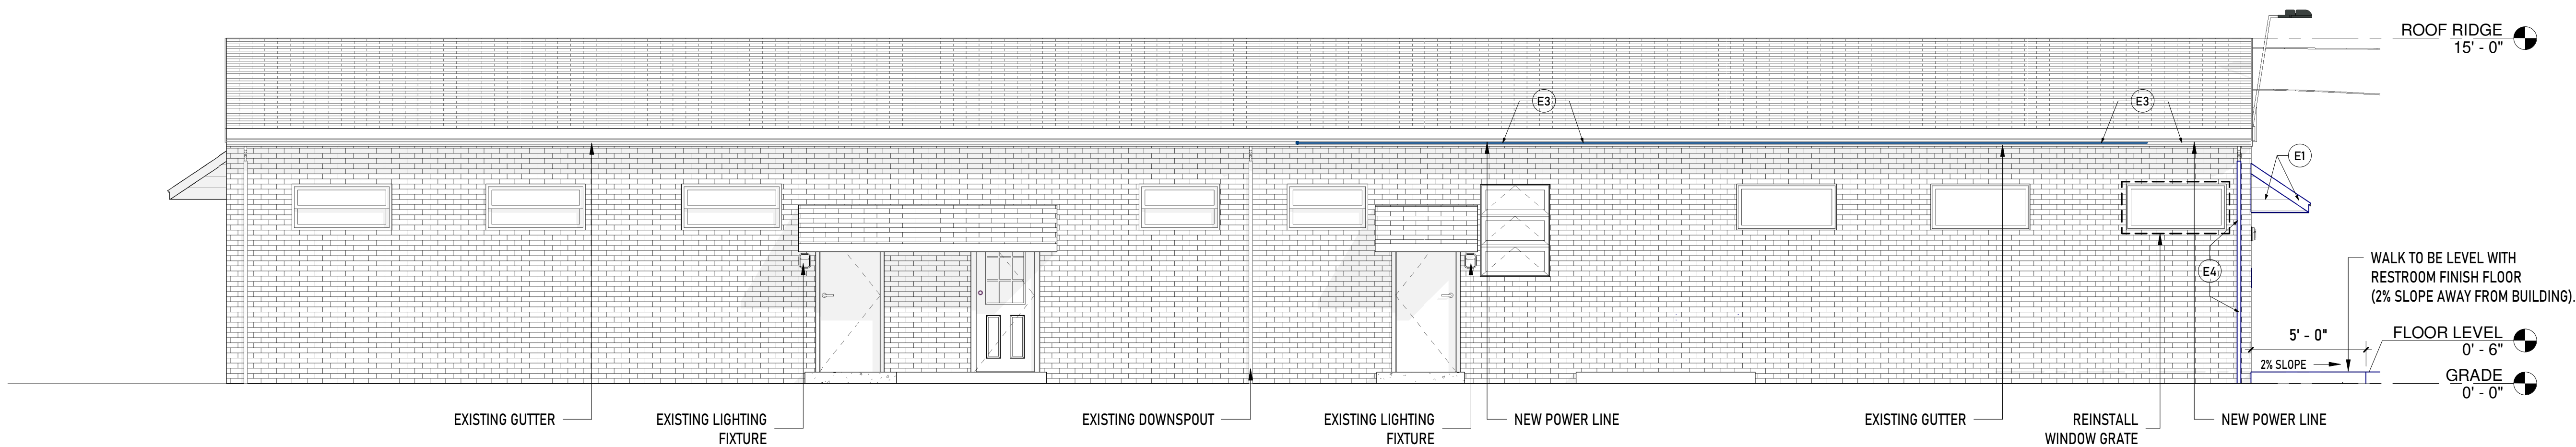 ROOF RIDGE
15' - 0"
E3
E3
E1
E4
WALK TO BE LEVEL WITH
RESTROOM FINISH FLOOR
(2% SLOPE AWAY FROM BUILDING).
5' - 0"
FLOOR LEVEL
0' - 6"
2% SLOPE
GRADE
0' - 0"
EXISTING GUTTER
EXISTING LIGHTING
FIXTURE
EXISTING DOWNSPOUT
EXISTING LIGHTING
FIXTURE
NEW POWER LINE
EXISTING GUTTER
REINSTALL
WINDOW GRATE
NEW POWER LINE